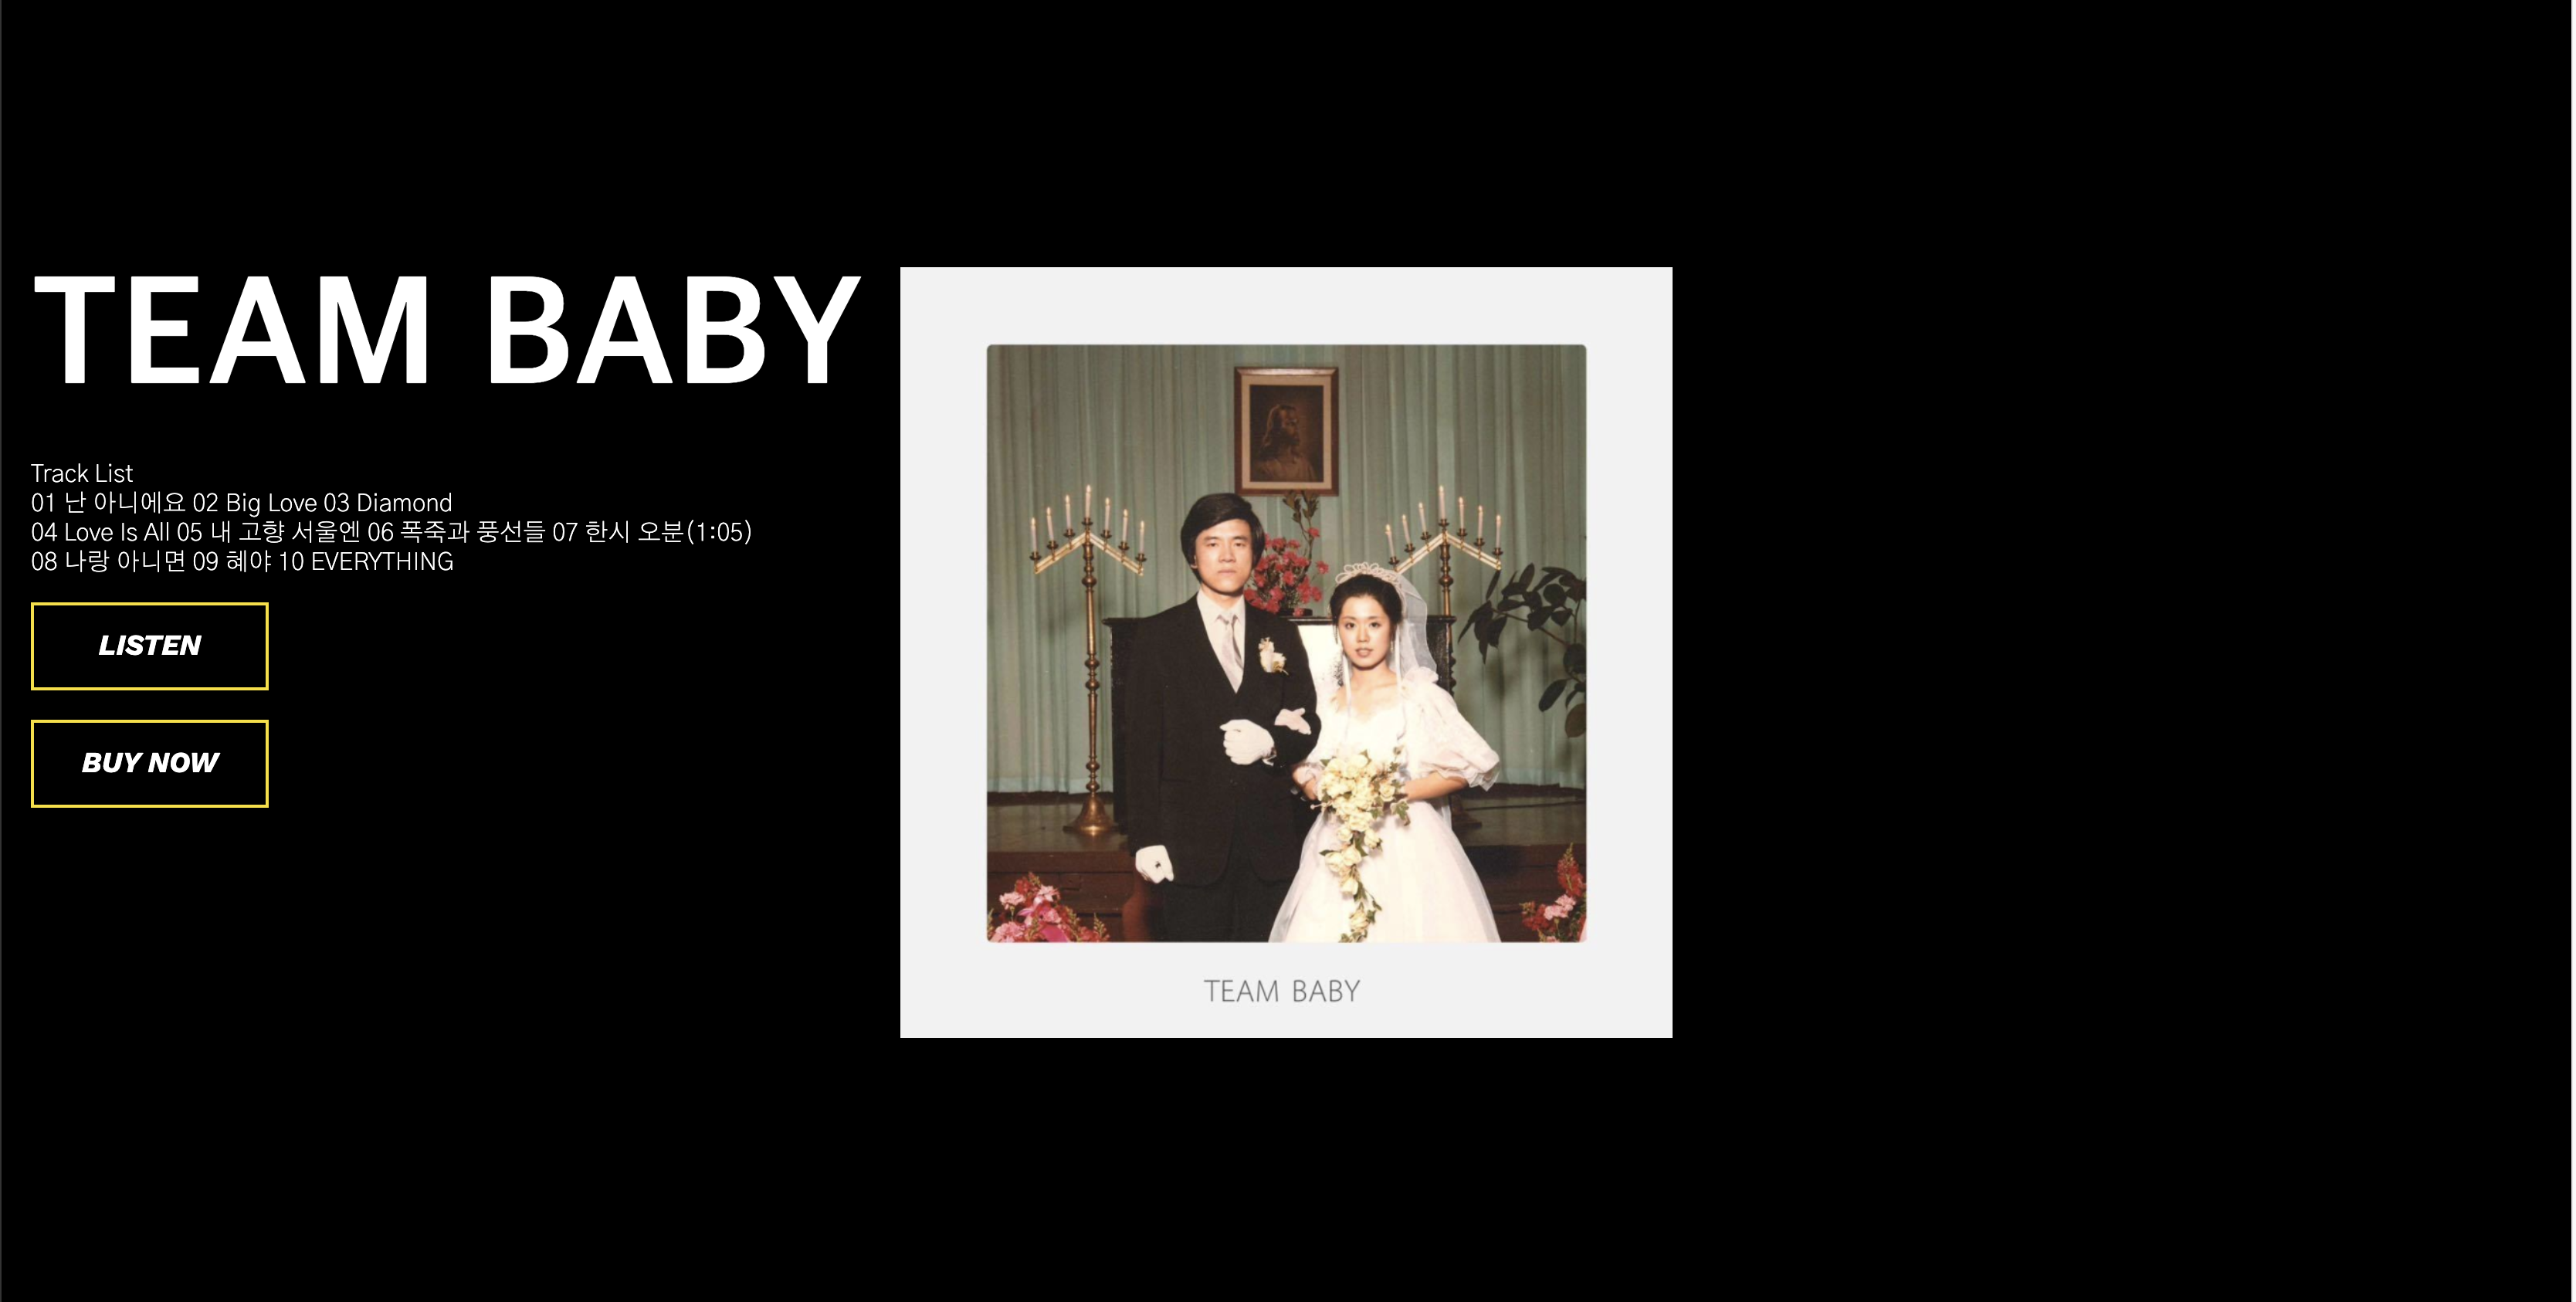 TEAM BABY
Track List
01 난 아니에요 02 Big Love 03 Diamond
04 Love Is All 05 내 고향 서울엔 06 폭죽과 풍선들 07 한시 오분(1:05)
08 나랑 아니면 09 혜야 10 EVERYTHING
LISTEN
BUY NOW
TEAM BABY